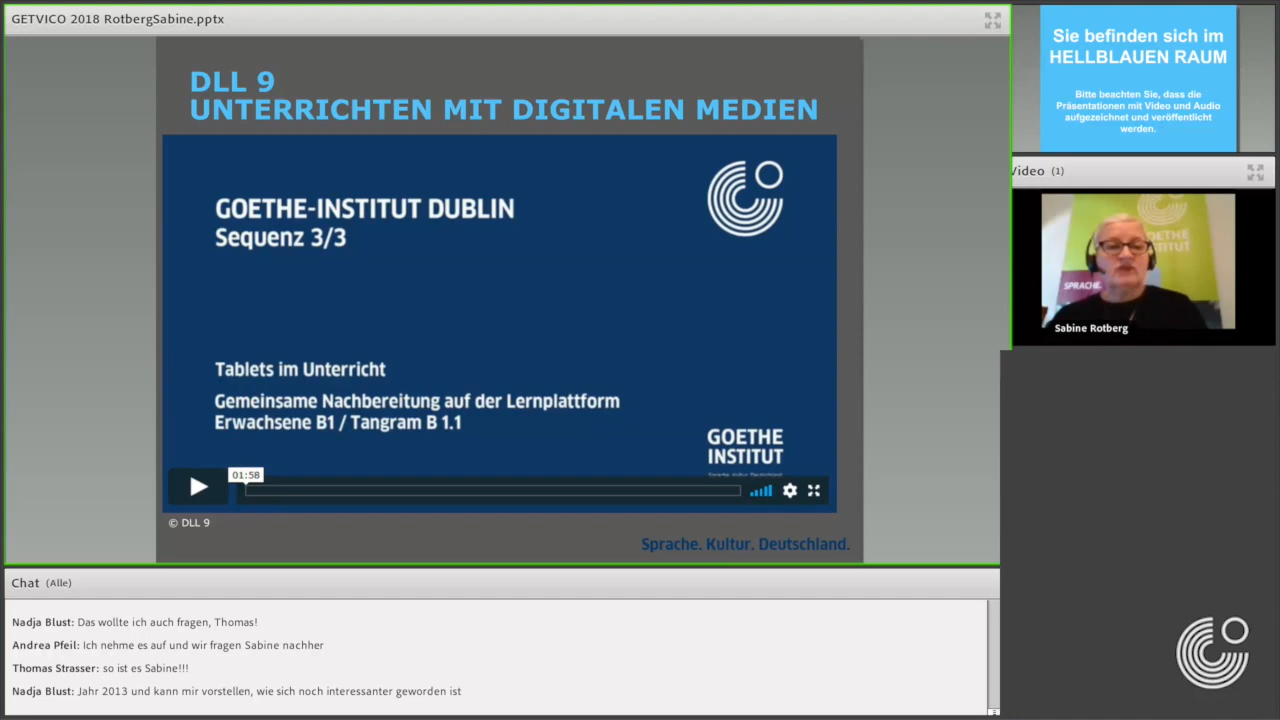 GETVICO 2018 RotbergSabine.pptx
DLL 9
UNTERRICHTEN MIT DIGITALEN MEDIEN
GOETHE-INSTITUT DUBLIN
Sequenz 3/3
Tablets im Unterricht
Gemeinsame Nachbereitung auf der Lernplattform
Erwachsene B1 / Tangram B 1.1
GOETHE
INSTITUT
01:58
© DLL 9
Sprache. Kultur. Deutschland.
Sie befinden sich im
HELLBLAUEN RAUM
Bitte beachten Sie, dass die
Präsentationen mit Video und Audio
aufgezeichnet und veröffentlicht
werden.
Video (1)
GOETHE
INSTITUT
SPRACHE.
Sabine Rotberg
Chat (Alle)
Nadja Blust: Das wollte ich auch fragen, Thomas!
Andrea Pfeil: Ich nehme es auf und wir fragen Sabine nachher
Thomas Strasser: so ist es Sabine!!!
Nadja Blust: Jahr 2013 und kann mir vorstellen, wie sich noch interessanter geworden ist